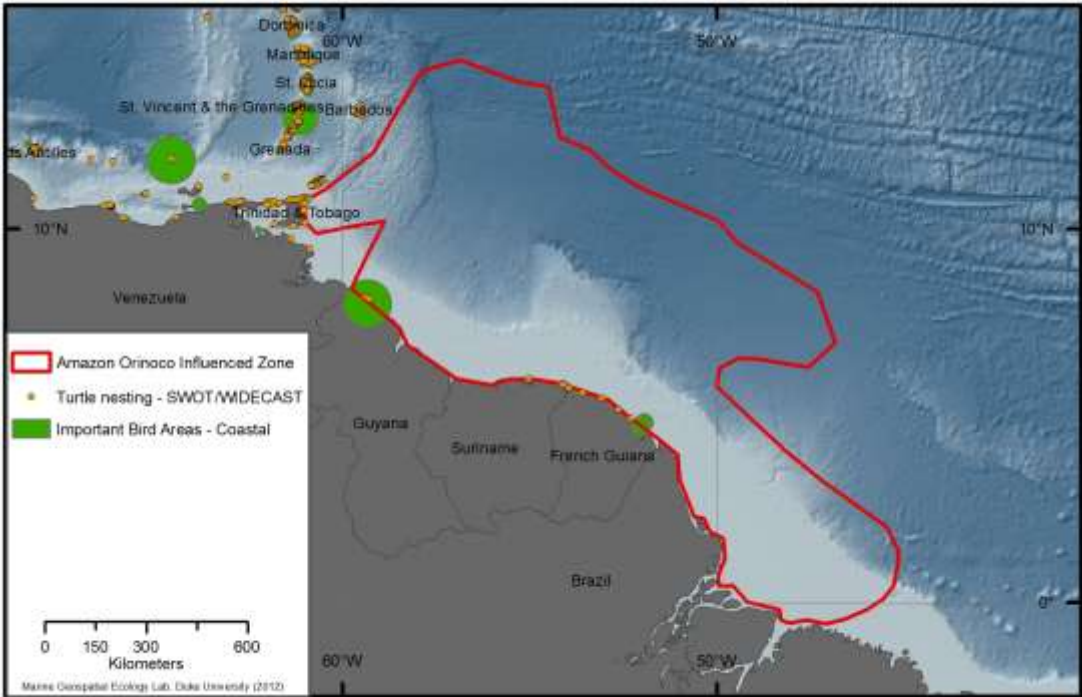 Dominica
60°W
50°W
Martinique
St. Lucia
St. Vincent & the Grenadines
Barbados
Grenada
ds Antilles
Trinidad & Tobago
10°N
10°N
Venezuela
Amazon Orinoco Influenced Zone
Turtle nesting - SWOT/WIDECAST
Important Bird Areas - Coastal
Guyana
Suriname
French Guiana
Brazil
0°
0 150 300 600
Kilometers
60°W
50°W
Marine Geospatial Ecology Lab, Duke University (2012)